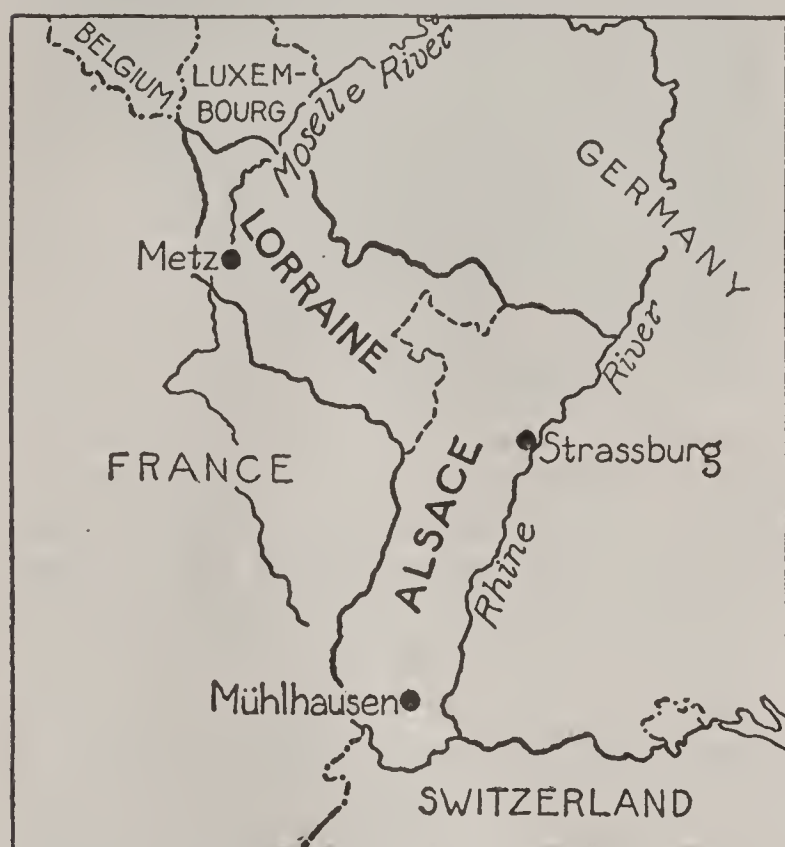 BELGIUM
LUXEM-
BOURG
Moselle River
GERMANY
Metz
LORRAINE
River
FRANCE
Strassburg
ALSACE
Rhine
Mühlhausen
SWITZERLAND